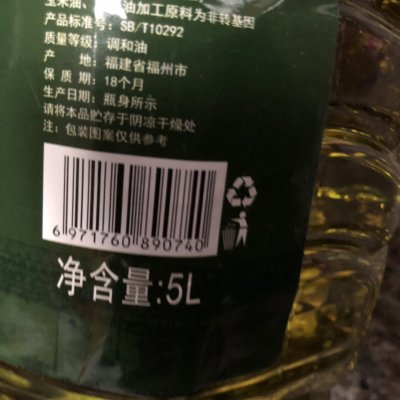 玉米油、 油加工原料为非转基因
产品标准号：SB/T10292
质量等级：调和油
产 地：福建省福州市
保 质 期：18个月
生产日期：瓶身所示
请将本品贮存于阴凉干燥处
注：包装图案仅供参考
6 971760 890740
净含量:5L